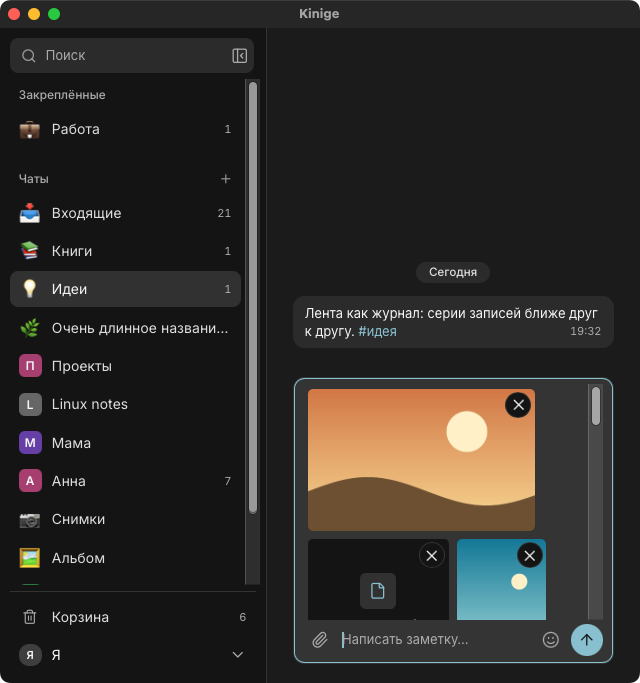 Kinige
Поиск
Закреплённые
Работа 1
Чаты
Входящие 21
Книги 1
Идеи 1
Очень длинное названи...
П Проекты
L Linux notes
М Мама
А Анна 7
Снимки
Альбом
Корзина 6
Я Я
Сегодня
Лента как журнал: серии записей ближе друг
к другу. #идея 19:32
Написать заметку...